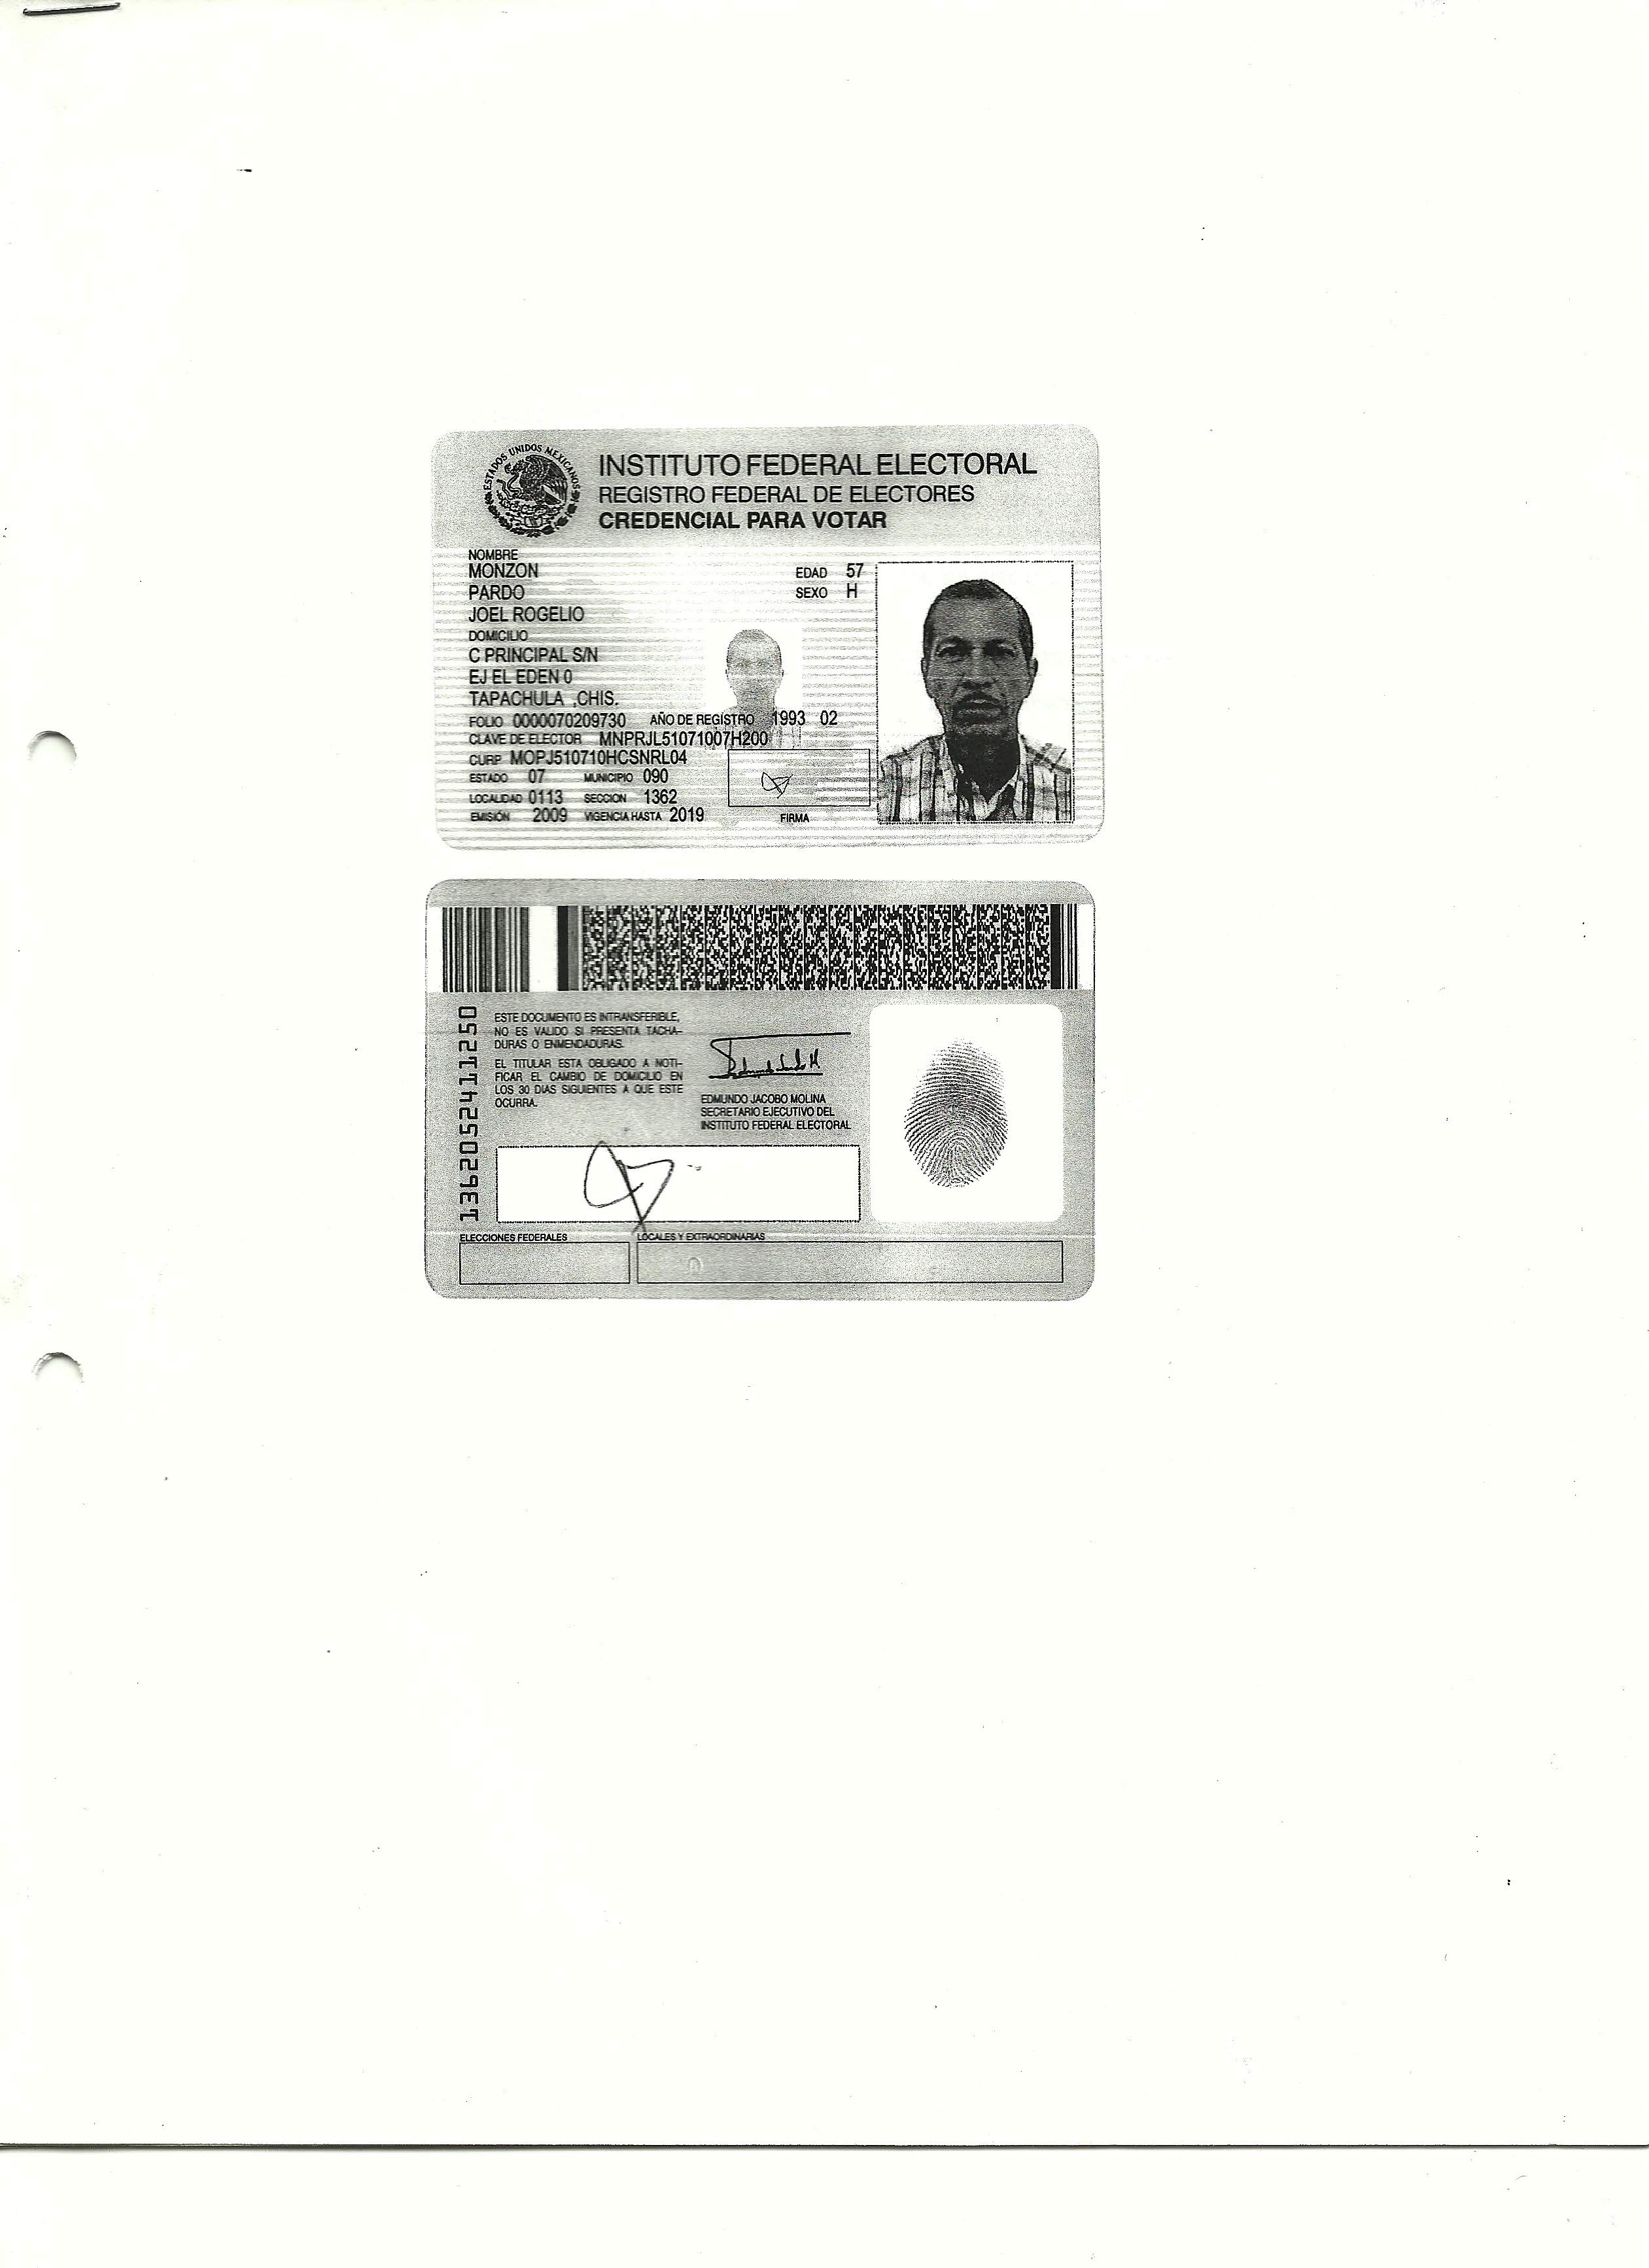 ESTADOS UNIDOS MEXICANOS
INSTITUTO FEDERAL ELECTORAL
REGISTRO FEDERAL DE ELECTORES
CREDENCIAL PARA VOTAR
NOMBRE
MONZON
PARDO
JOEL ROGELIO
EDAD 57
SEXO H
DOMICILIO
C PRINCIPAL S/N
EJ EL EDEN 0
TAPACHULA ,CHIS.
FOLIO 0000070209730 AÑO DE REGISTRO 1993 02
CLAVE DE ELECTOR MNPRJL51071007H200
CURP MOPJ510710HCSNRL04
ESTADO 07 MUNICIPIO 090
LOCALIDAD 0113 SECCION 1362
EMISIÓN 2009 VIGENCIA HASTA 2019
FIRMA
1362052411250
ESTE DOCUMENTO ES INTRANSFERIBLE,
NO ES VALIDO SI PRESENTA TACHA-
DURAS O ENMENDADURAS.
EL TITULAR ESTA OBLIGADO A NOTI-
FICAR EL CAMBIO DE DOMICILIO EN
LOS 30 DIAS SIGUIENTES A QUE ESTE
OCURRA.
EDMUNDO JACOBO MOLINA
SECRETARIO EJECUTIVO DEL
INSTITUTO FEDERAL ELECTORAL
ELECCIONES FEDERALES
LOCALES Y EXTRAORDINARIAS